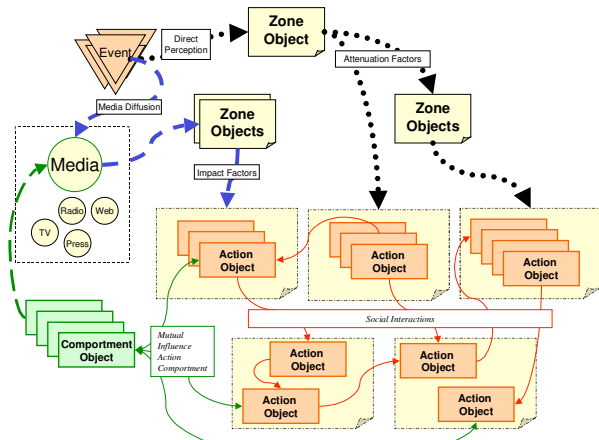 Event
Direct
Perception
Zone
Object
Attenuation Factors
Media Diffusion
Zone
Objects
Zone
Objects
Media
Radio
Web
TV
Press
Impact Factors
Action
Object
Action
Object
Action
Object
Social Interactions
Compartment
Object
Mutual
Influence
Action
Comportment
Action
Object
Action
Object
Action
Object
Action
Object